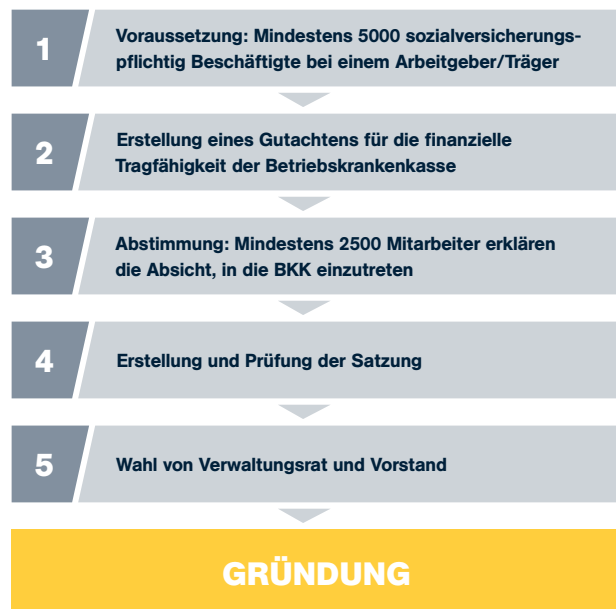 1
Voraussetzung: Mindestens 5000 sozialversicherungs-
pflichtig Beschäftigte bei einem Arbeitgeber/Träger
2
Erstellung eines Gutachtens für die finanzielle
Tragfähigkeit der Betriebskrankenkasse
3
Abstimmung: Mindestens 2500 Mitarbeiter erklären
die Absicht, in die BKK einzutreten
4
Erstellung und Prüfung der Satzung
5
Wahl von Verwaltungsrat und Vorstand
GRÜNDUNG